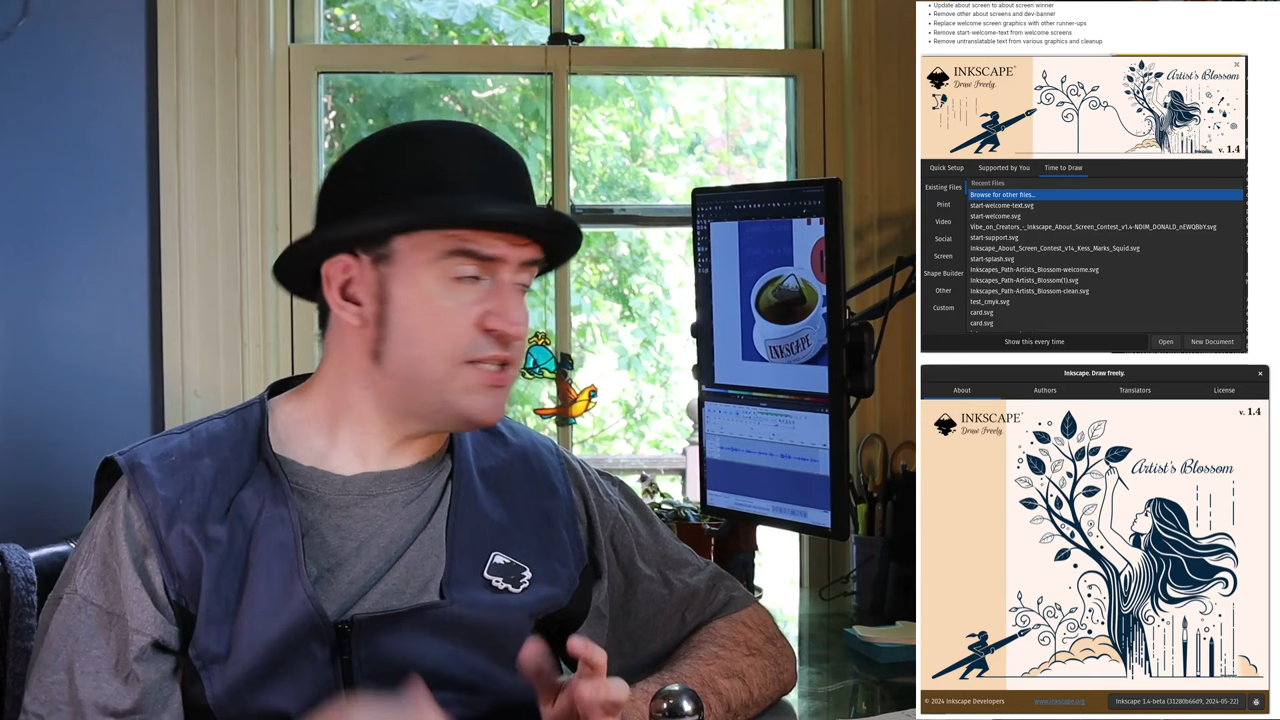 Update about screen to about screen winner
Remove other about screens and dev-banner
Replace welcome screen graphics with other runner-ups
Remove start-welcome-text from welcome screens
Remove untranslatable text from various graphics and cleanup
INKSCAPE
Draw Freely.
Artist's Blossom
v. 1.4
Quick Setup
Supported by You
Time to Draw
Existing Files
Print
Video
Social
Screen
Shape Builder
Other
Custom
Recent Files
Browse for other files...
start-welcome-text.svg
start-welcome.svg
Vibe_on_Creators_-_Inkscape_About_Screen_Contest_v1.4-NDIM_DONALD_nEWQBbY.svg
start-support.svg
Inkscape_About_Screen_Contest_v14_Kess_Marks_Squid.svg
start-splash.svg
Inkscapes_Path-Artists_Blossom-welcome.svg
Inkscapes_Path-Artists_Blossom(1).svg
Inkscapes_Path-Artists_Blossom-clean.svg
test_cmyk.svg
card.svg
card.svg
Show this every time
Open
New Document
Inkscape. Draw freely.
About
Authors
Translators
License
INKSCAPE
Draw Freely.
v. 1.4
Artist's Blossom
© 2024 Inkscape Developers
www.inkscape.org
Inkscape 1.4-beta (31280b66d9, 2024-05-22)
INKSCAPE